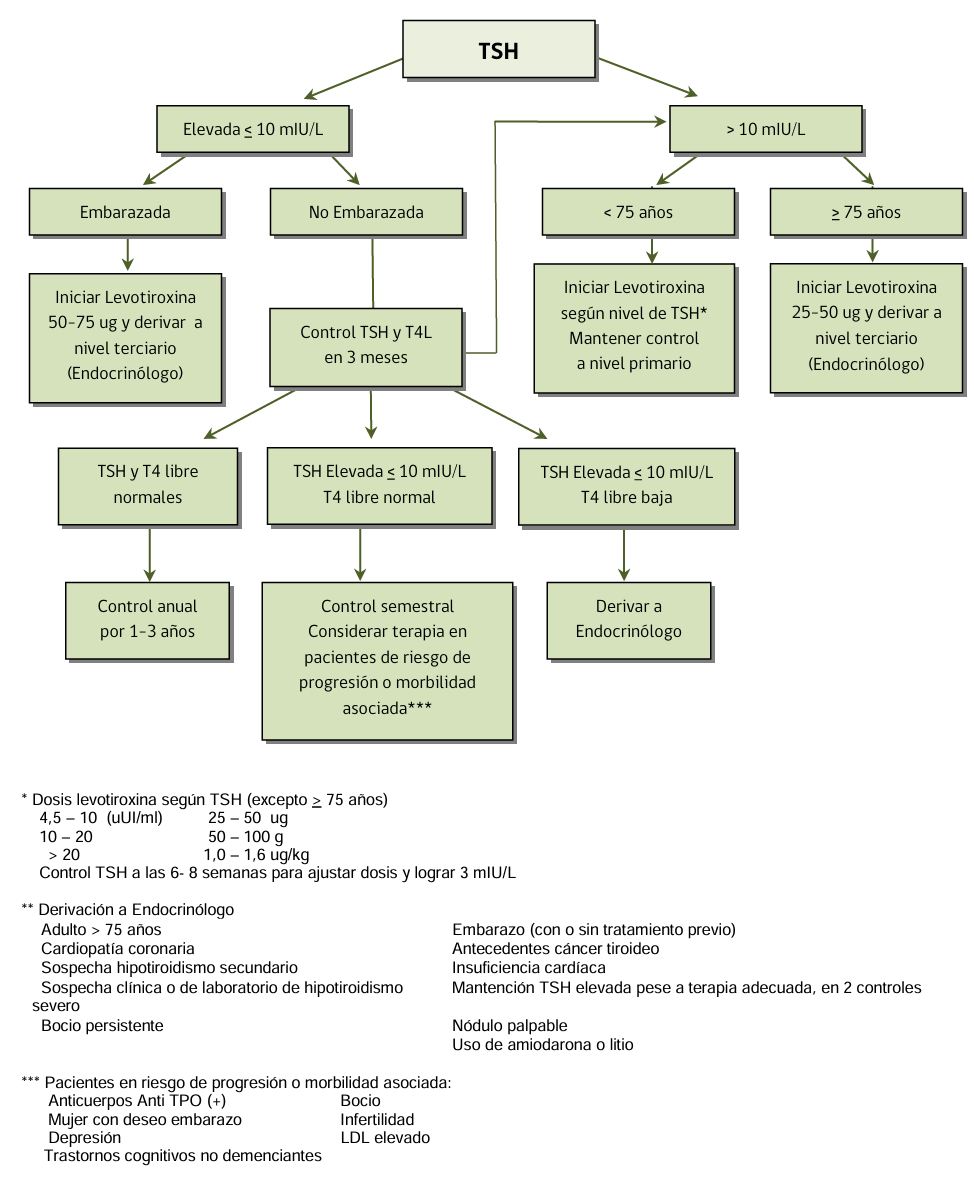 TSH
Elevada ≤ 10 mIU/L
> 10 mIU/L
Embarazada
No Embarazada
< 75 años
≥ 75 años
Iniciar Levotiroxina
50-75 ug y derivar a
nivel terciario
(Endocrinólogo)
Control TSH y T4L
en 3 meses
Iniciar Levotiroxina
según nivel de TSH*
Mantener control
a nivel primario
Iniciar Levotiroxina
25-50 ug y derivar a
nivel terciario
(Endocrinólogo)
TSH y T4 libre
normales
TSH Elevada ≤ 10 mIU/L
T4 libre normal
TSH Elevada ≤ 10 mIU/L
T4 libre baja
Control anual
por 1-3 años
Control semestral
Considerar terapia en
pacientes de riesgo de
progresión o morbilidad
asociada***
Derivar a
Endocrinólogo
* Dosis levotiroxina según TSH (excepto ≥ 75 años)
4,5 – 10 (uUI/ml) 25 – 50 ug
10 – 20 50 – 100 g
> 20 1,0 – 1,6 ug/kg
Control TSH a las 6- 8 semanas para ajustar dosis y lograr 3 mIU/L
** Derivación a Endocrinólogo
Adulto > 75 años Embarazo (con o sin tratamiento previo)
Cardiopatía coronaria Antecedentes cáncer tiroideo
Sospecha hipotiroidismo secundario Insuficiencia cardíaca
Sospecha clínica o de laboratorio de hipotiroidismo Mantención TSH elevada pese a terapia adecuada, en 2 controles
severo
Bocio persistente Nódulo palpable
Uso de amiodarona o litio
*** Pacientes en riesgo de progresión o morbilidad asociada:
Anticuerpos Anti TPO (+) Bocio
Mujer con deseo embarazo Infertilidad
Depresión LDL elevado
Trastornos cognitivos no demenciantes